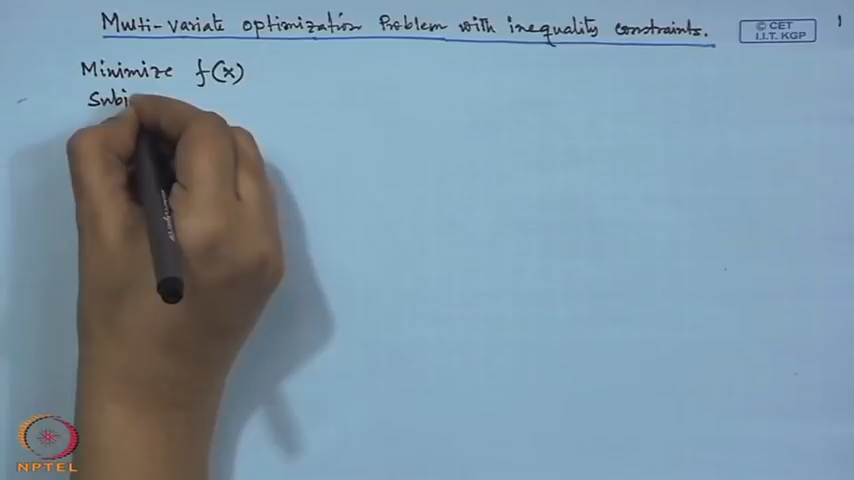 Multi-variate optimization Problem with inequality constraints.
© CET
I.I.T. KGP
1
Minimize f(x)
Subj
NPTEL